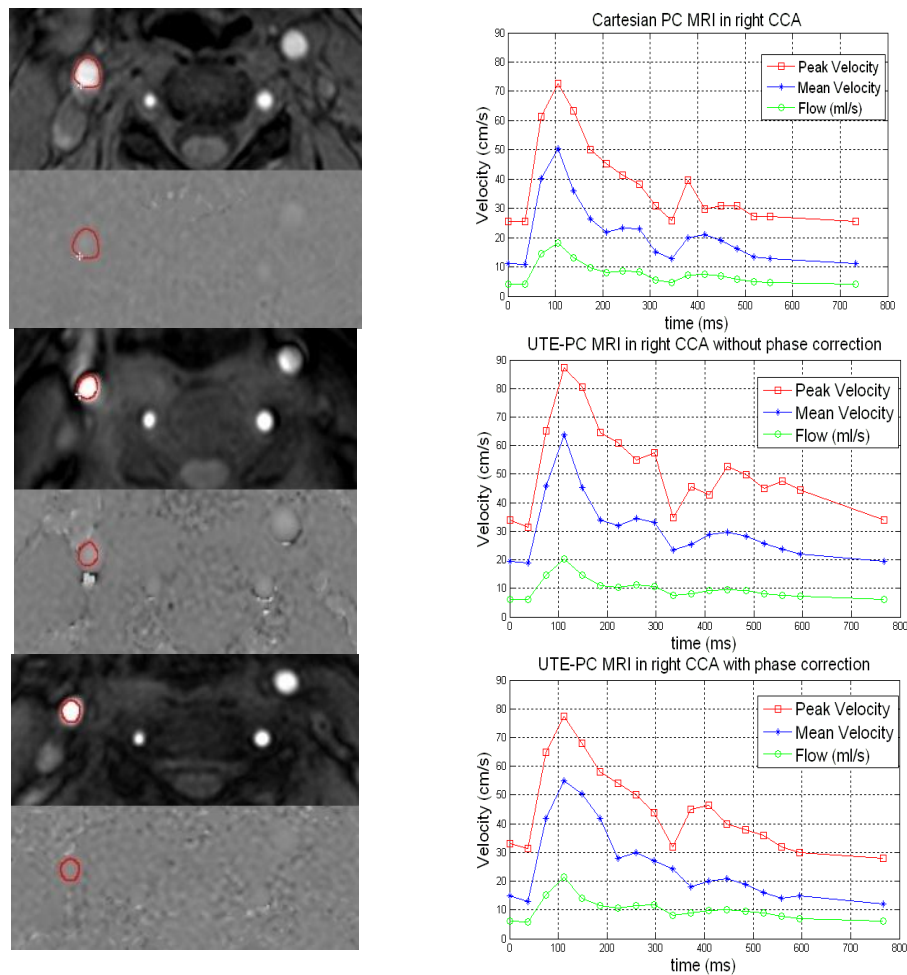 Cartesian PC MRI in right CCA
90
80
70
60
50
40
30
20
10
0
Velocity (cm/s)
Peak Velocity
Mean Velocity
Flow (ml/s)
0 100 200 300 400 500 600 700 800
time (ms)
UTE-PC MRI in right CCA without phase correction
90
80
70
60
50
40
30
20
10
0
Velocity (cm/s)
Peak Velocity
Mean Velocity
Flow (ml/s)
0 100 200 300 400 500 600 700 800
time (ms)
UTE-PC MRI in right CCA with phase correction
90
80
70
60
50
40
30
20
10
0
Velocity (cm/s)
Peak Velocity
Mean Velocity
Flow (ml/s)
0 100 200 300 400 500 600 700 800
time (ms)